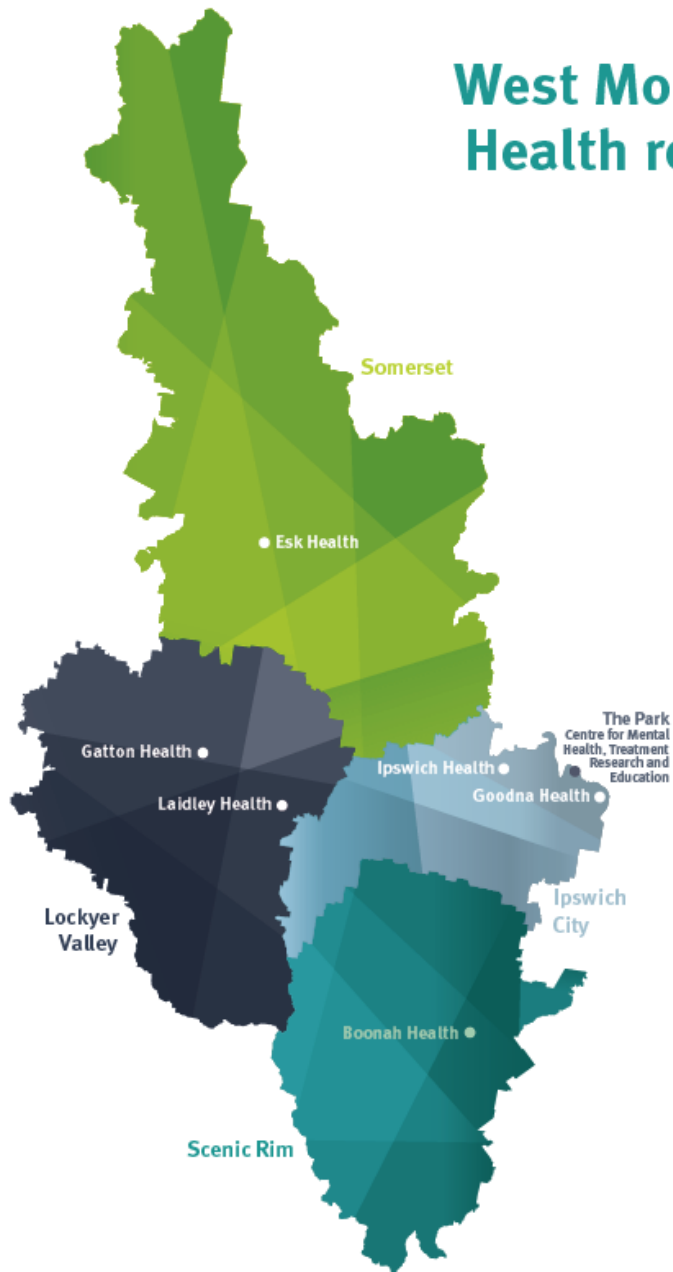 West Mo
Health re
Somerset
Esk Health
The Park
Centre for Mental
Health, Treatment
Research and
Education
Gatton Health
Ipswich Health
Laidley Health
Goodna Health
Lockyer
Valley
Ipswich
City
Boonah Health
Scenic Rim